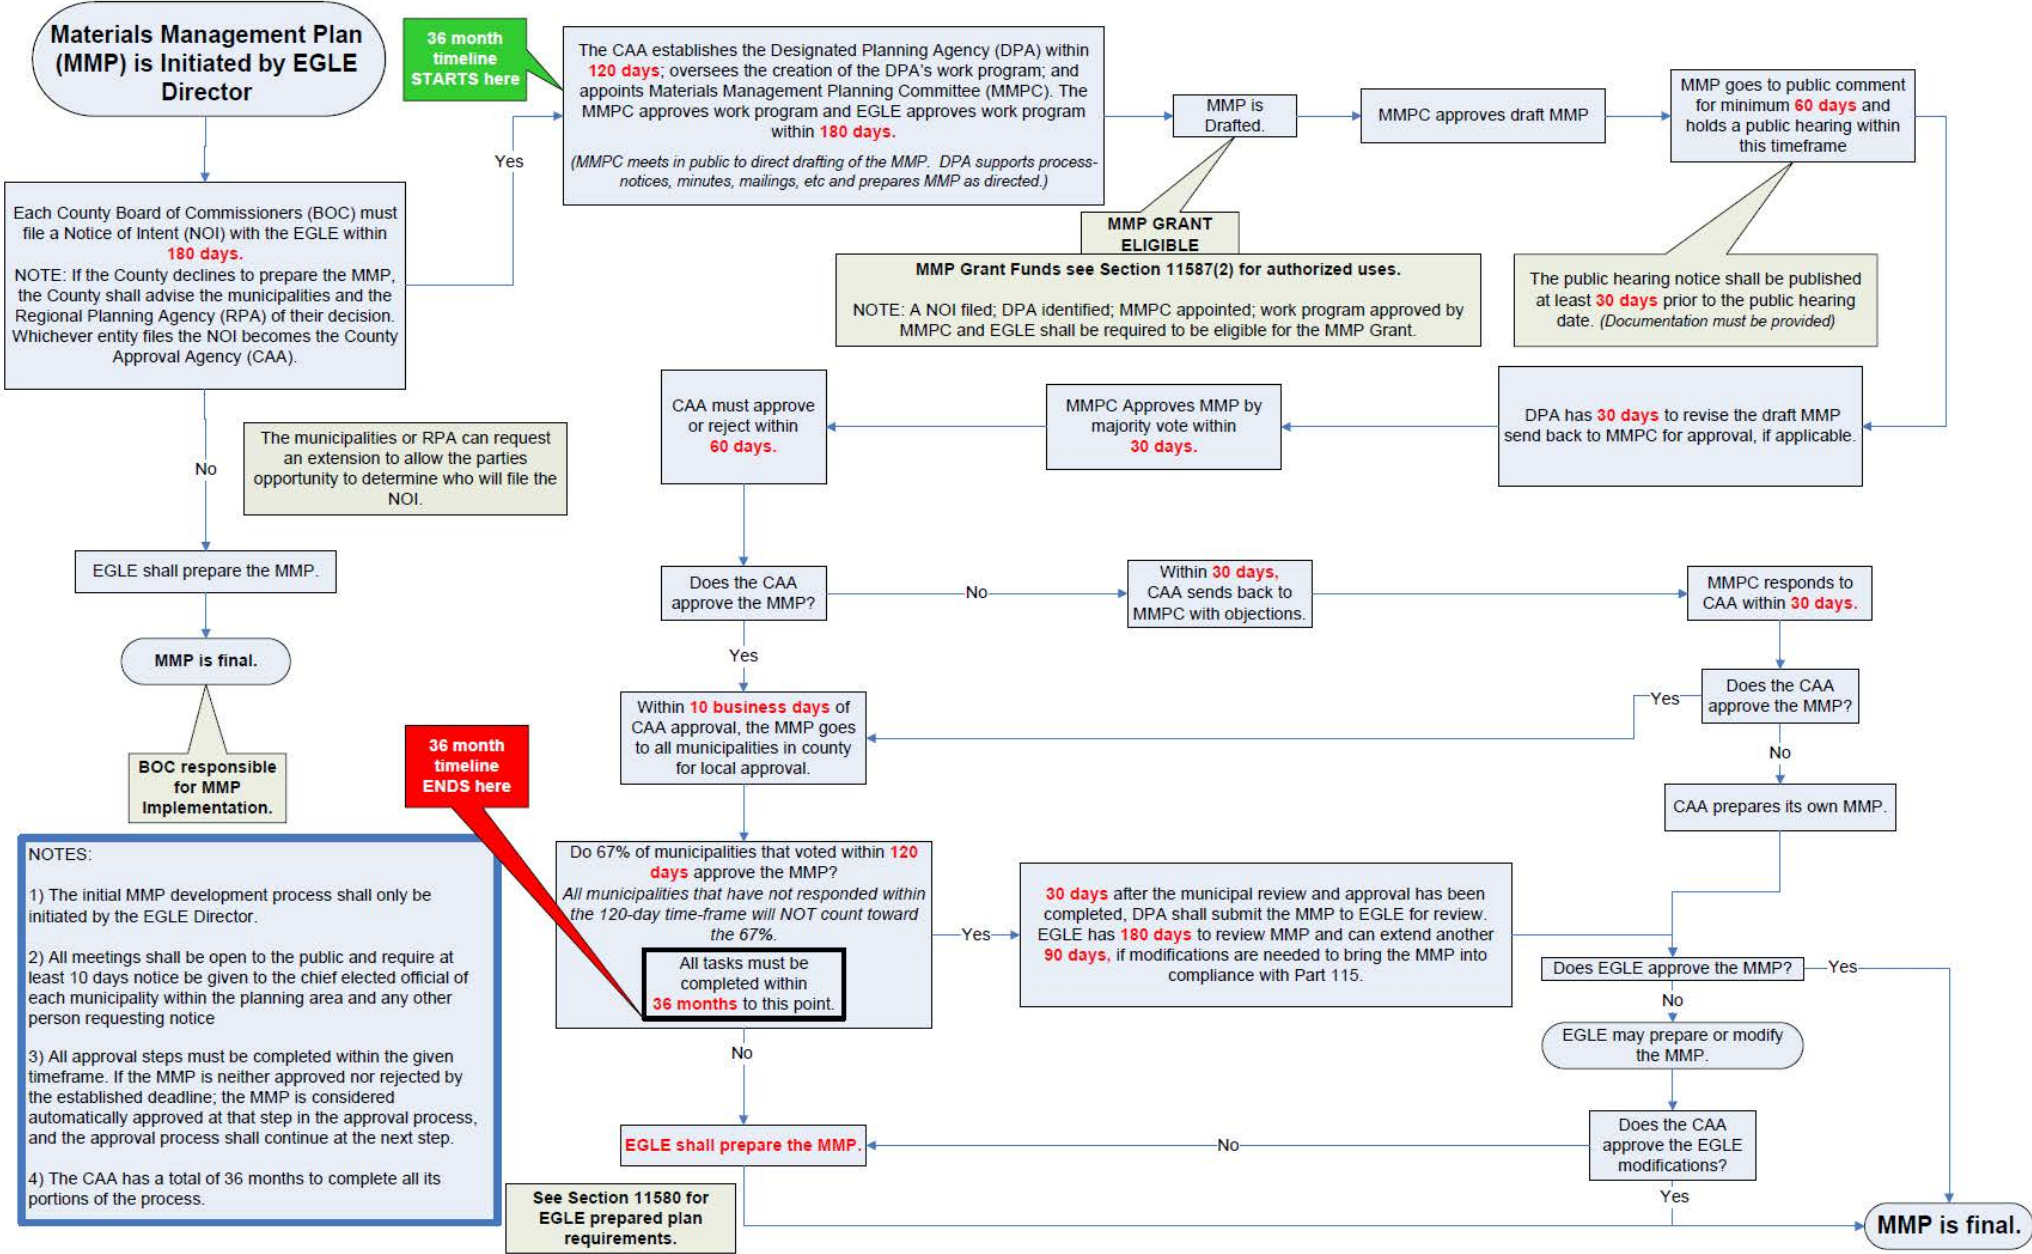 Materials Management Plan
(MMP) is Initiated by EGLE
Director
36 month
timeline
STARTS here
The CAA establishes the Designated Planning Agency (DPA) within
120 days; oversees the creation of the DPA's work program; and
appoints Materials Management Planning Committee (MMPC). The
MMPC approves work program and EGLE approves work program
within 180 days.
(MMPC meets in public to direct drafting of the MMP. DPA supports process-
notices, minutes, mailings, etc and prepares MMP as directed.)
MMP is
Drafted.
MMPC approves draft MMP
MMP goes to public comment
for minimum 60 days and
holds a public hearing within
this timeframe
Yes
Each County Board of Commissioners (BOC) must
file a Notice of Intent (NOI) with the EGLE within
180 days.
NOTE: If the County declines to prepare the MMP,
the County shall advise the municipalities and the
Regional Planning Agency (RPA) of their decision.
Whichever entity files the NOI becomes the County
Approval Agency (CAA).
MMP GRANT
ELIGIBLE
MMP Grant Funds see Section 11587(2) for authorized uses.
NOTE: A NOI filed; DPA identified; MMPC appointed; work program approved by
MMPC and EGLE shall be required to be eligible for the MMP Grant.
The public hearing notice shall be published
at least 30 days prior to the public hearing
date. (Documentation must be provided)
CAA must approve
or reject within
60 days.
MMPC Approves MMP by
majority vote within
30 days.
DPA has 30 days to revise the draft MMP
send back to MMPC for approval, if applicable.
No
The municipalities or RPA can request
an extension to allow the parties
opportunity to determine who will file the
NOI.
EGLE shall prepare the MMP.
MMP is final.
BOC responsible
for MMP
Implementation.
Does the CAA
approve the MMP?
No
Within 30 days,
CAA sends back to
MMPC with objections.
MMPC responds to
CAA within 30 days.
Yes
Within 10 business days of
CAA approval, the MMP goes
to all municipalities in county
for local approval.
Yes
Does the CAA
approve the MMP?
No
CAA prepares its own MMP.
36 month
timeline
ENDS here
Do 67% of municipalities that voted within 120
days approve the MMP?
All municipalities that have not responded within
the 120-day time-frame will NOT count toward
the 67%.
All tasks must be
completed within
36 months to this point.
Yes
30 days after the municipal review and approval has been
completed, DPA shall submit the MMP to EGLE for review.
EGLE has 180 days to review MMP and can extend another
90 days, if modifications are needed to bring the MMP into
compliance with Part 115.
Does EGLE approve the MMP?
Yes
No
EGLE may prepare or modify
the MMP.
Does the CAA
approve the EGLE
modifications?
No
Yes
No
EGLE shall prepare the MMP.
See Section 11580 for
EGLE prepared plan
requirements.
MMP is final.
NOTES:
1) The initial MMP development process shall only be
initiated by the EGLE Director.
2) All meetings shall be open to the public and require at
least 10 days notice be given to the chief elected official of
each municipality within the planning area and any other
person requesting notice
3) All approval steps must be completed within the given
timeframe. If the MMP is neither approved nor rejected by
the established deadline; the MMP is considered
automatically approved at that step in the approval process,
and the approval process shall continue at the next step.
4) The CAA has a total of 36 months to complete all its
portions of the process.